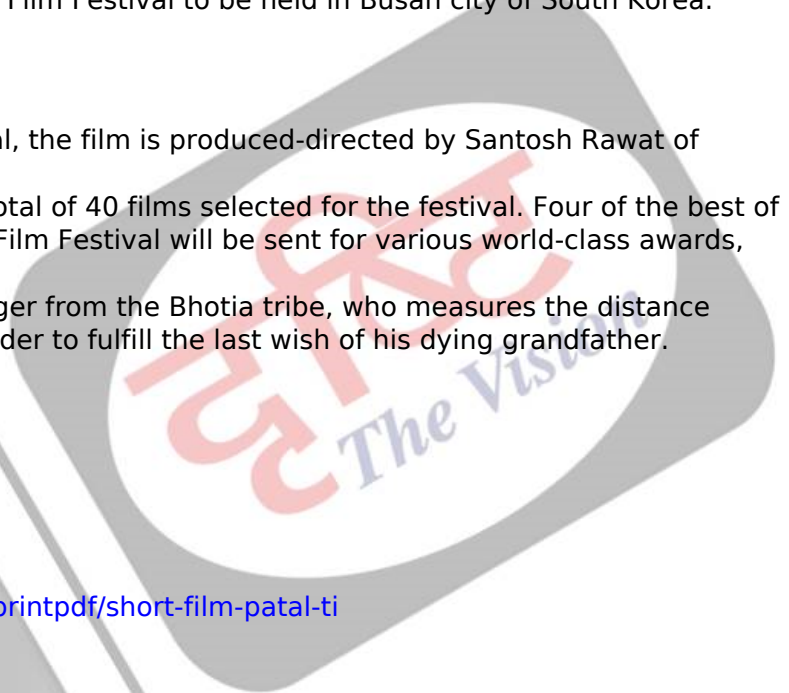 Film Festival to be held in Busan city of South Korea.
al, the film is produced-directed by Santosh Rawat of
otal of 40 films selected for the festival. Four of the best of
Film Festival will be sent for various world-class awards,
ger from the Bhotia tribe, who measures the distance
der to fulfill the last wish of his dying grandfather.
दृष्टि
The Vision
printpdf/short-film-patal-ti